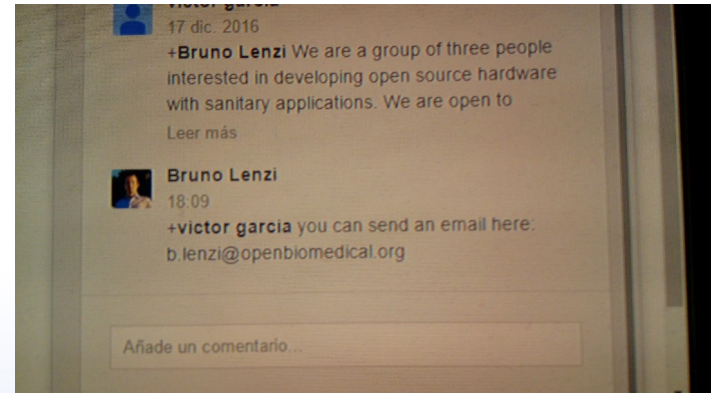 victor garcia
17 dic. 2016
+Bruno Lenzi We are a group of three people
interested in developing open source hardware
with sanitary applications. We are open to
Leer más
Bruno Lenzi
18:09
+victor garcia you can send an email here:
b.lenzi@openbiomedical.org
Añade un comentario...